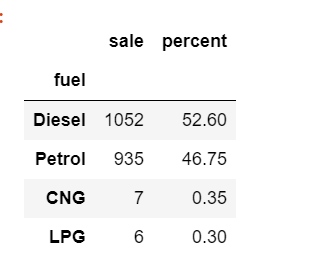 :
sale percent
fuel
Diesel 1052 52.60
Petrol 935 46.75
CNG 7 0.35
LPG 6 0.30